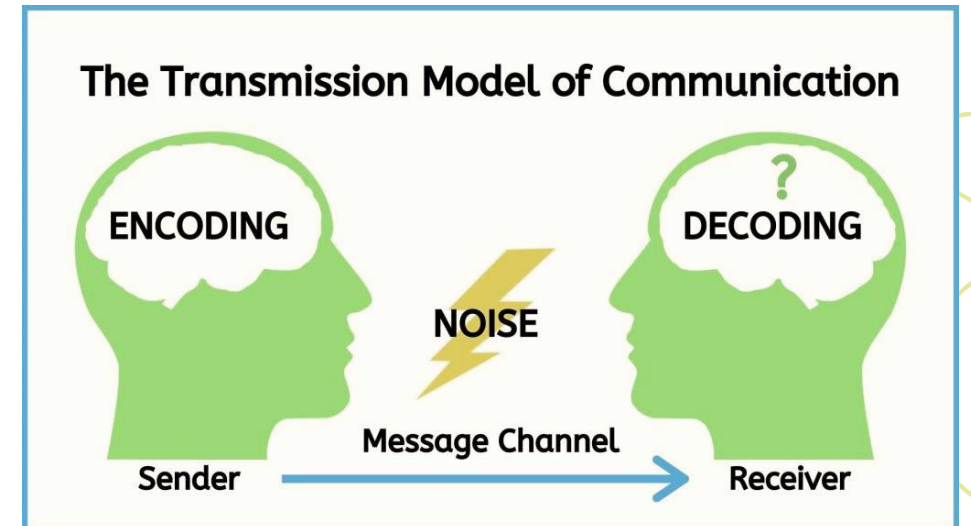 The Transmission Model of Communication
?
ENCODING
DECODING
NOISE
Message Channel
Sender
Receiver